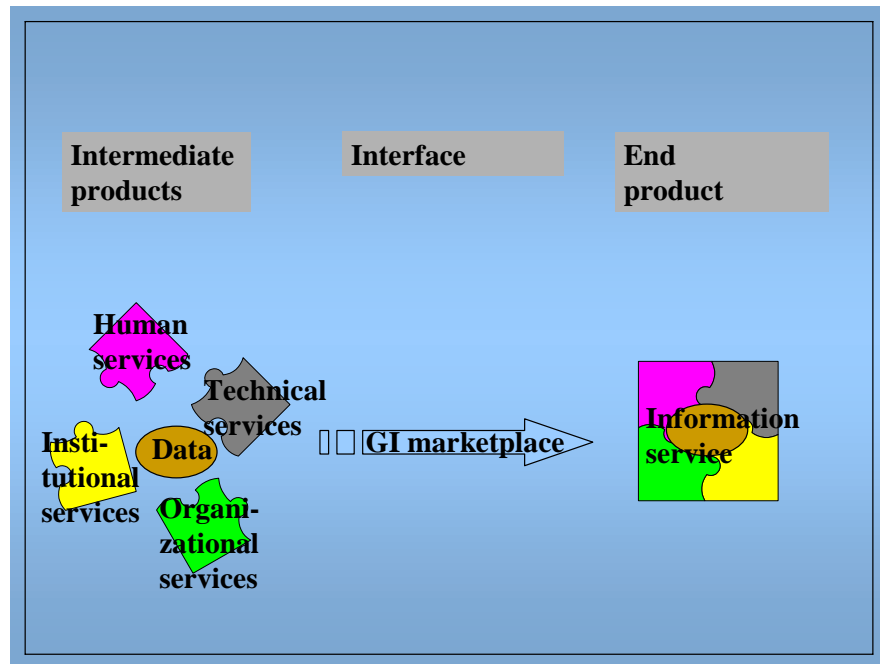 Intermediate
products
Interface
End
product
Human
services
Technical
services
Insti-
tutional
services
Data
Organi-
zational
services
GI marketplace
Information
service